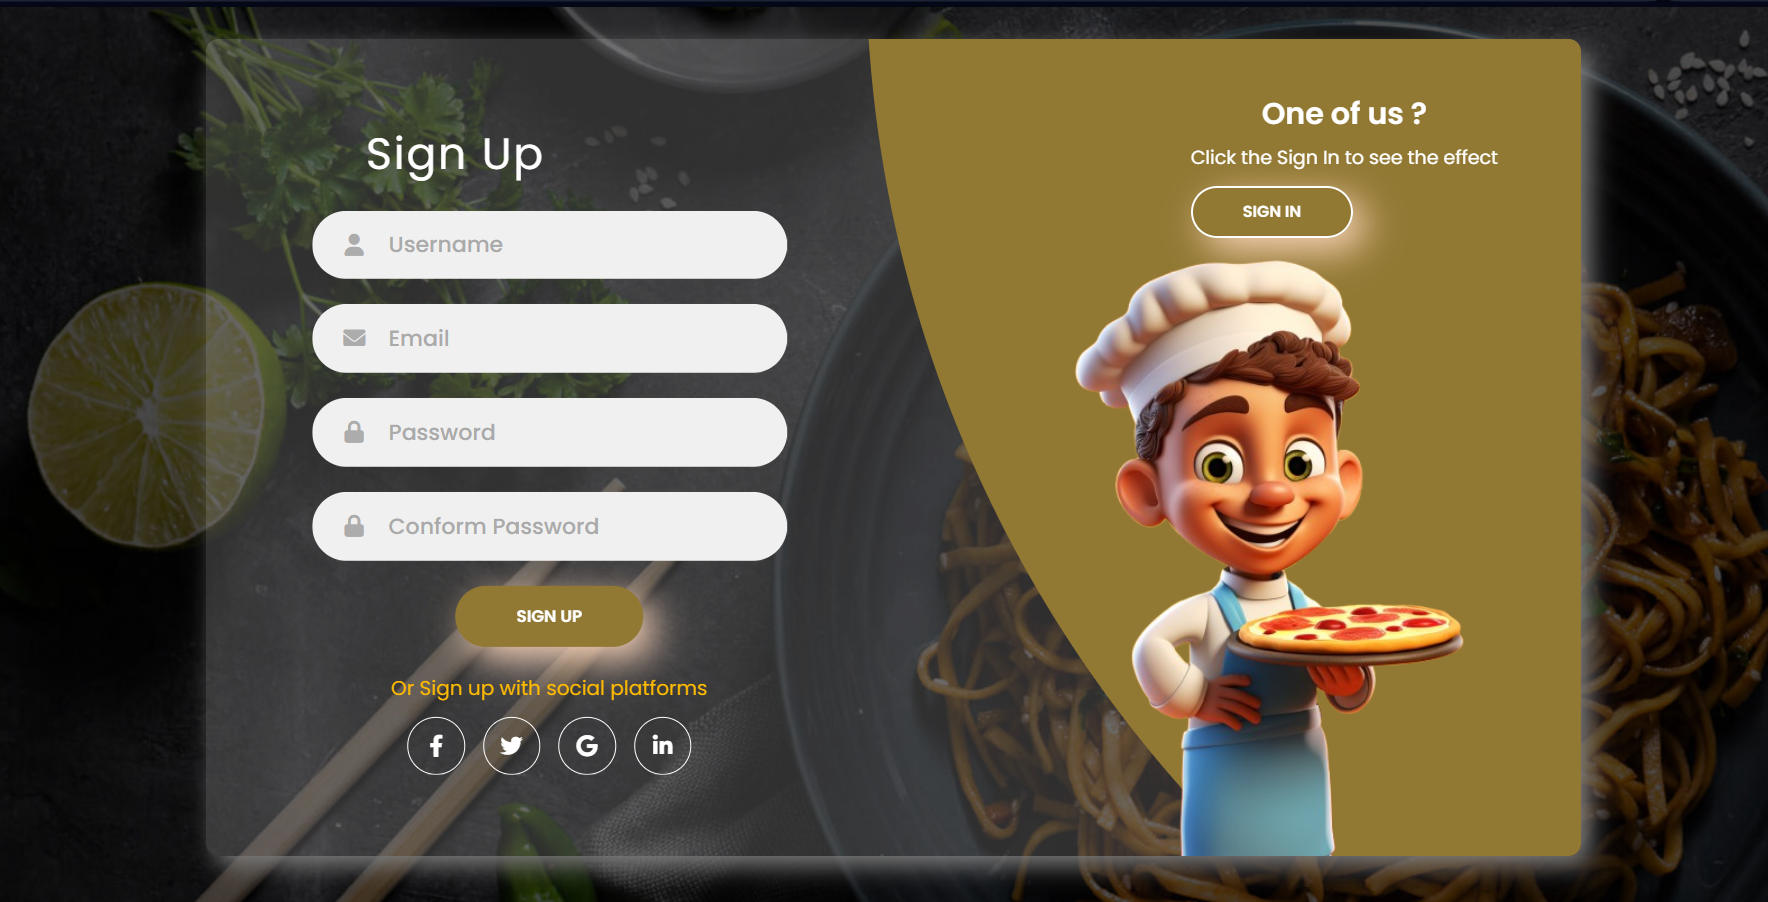 Sign Up
Username
Email
Password
Conform Password
SIGN UP
Or Sign up with social platforms
One of us ?
Click the Sign In to see the effect
SIGN IN